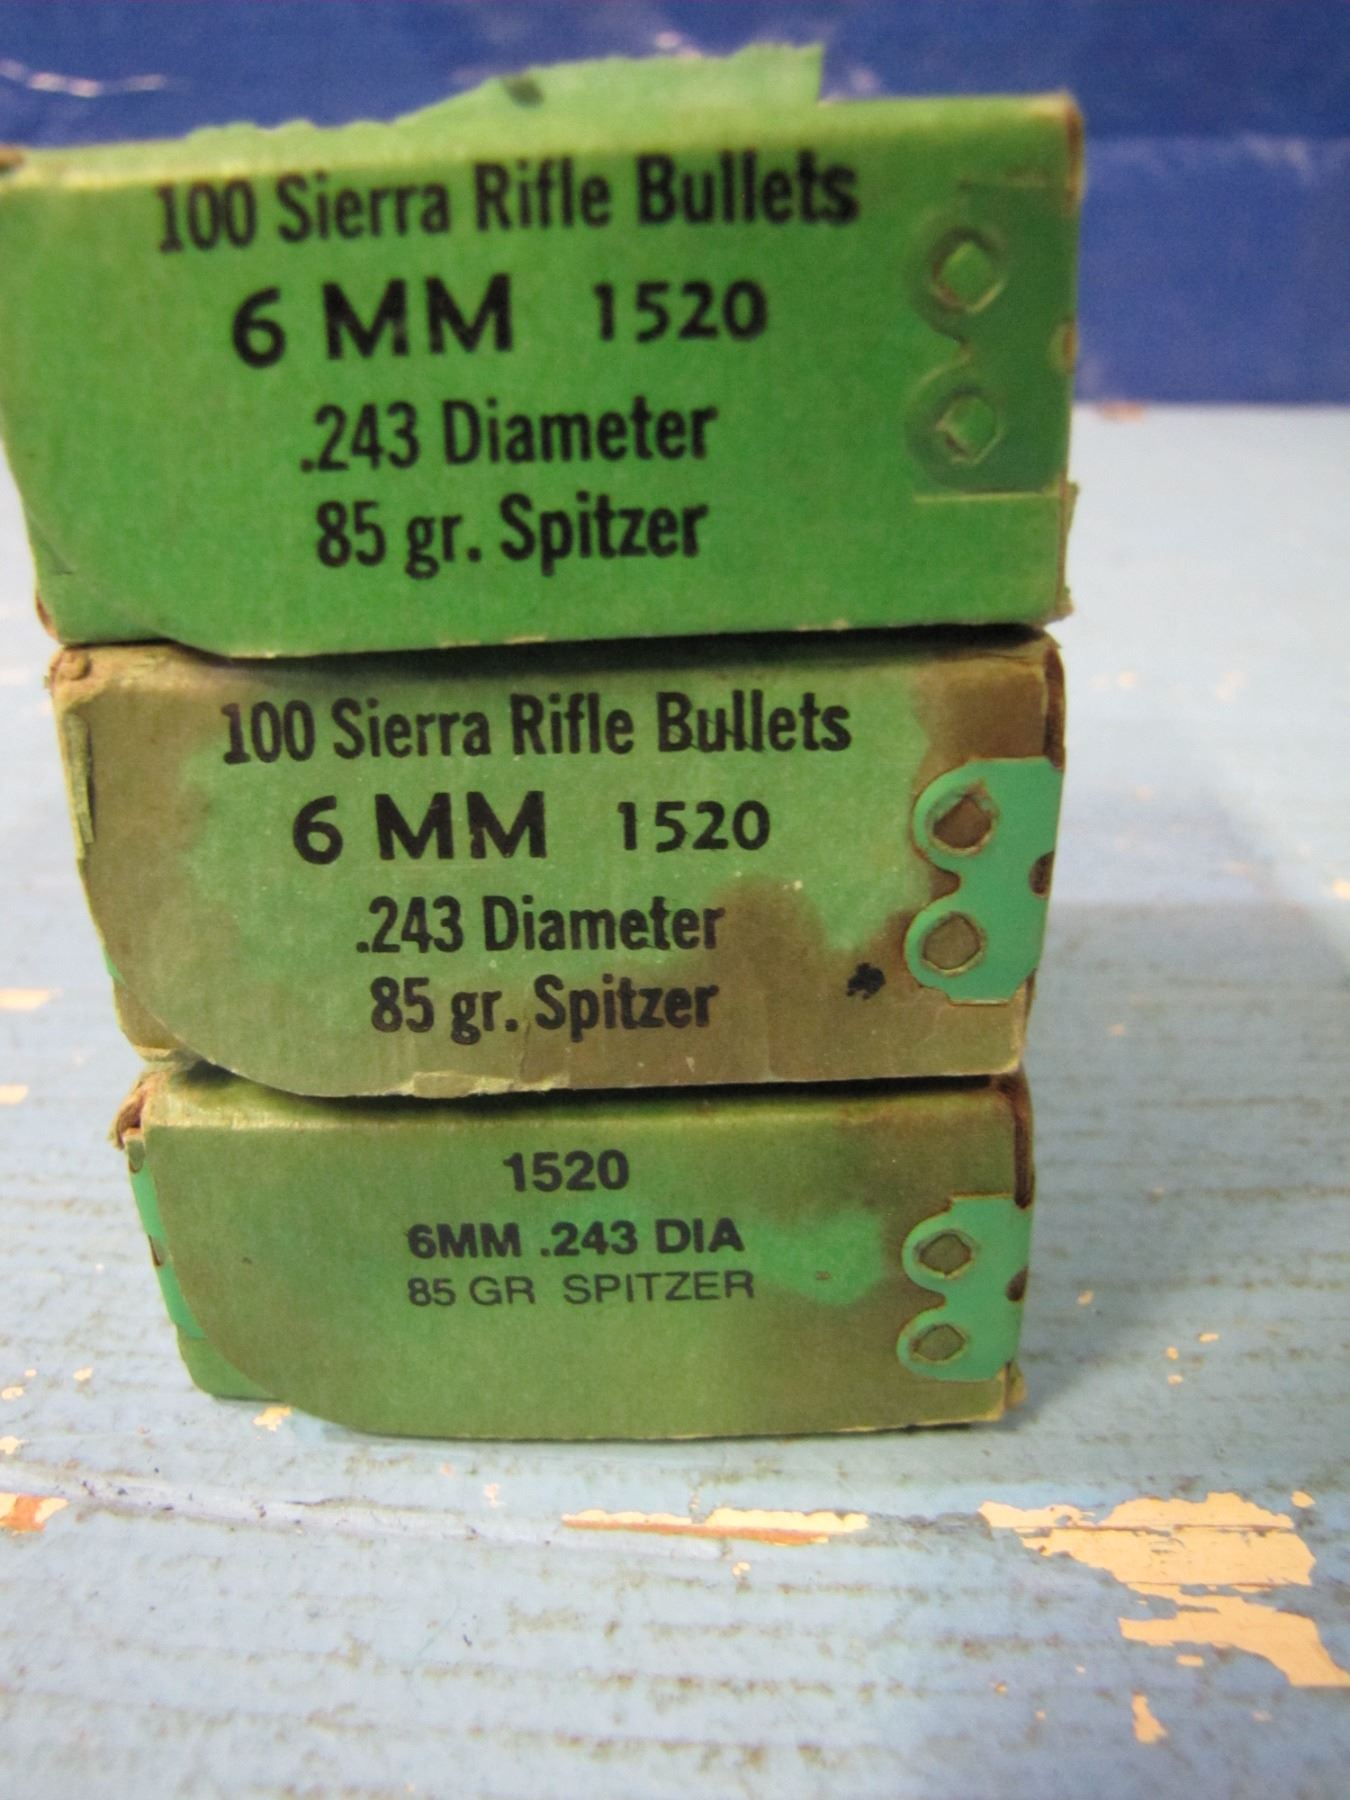 100 Sierra Rifle Bullets
6 MM 1520
.243 Diameter
85 gr. Spitzer
100 Sierra Rifle Bullets
6 MM 1520
.243 Diameter
85 gr. Spitzer
1520
6MM .243 DIA
85 GR SPITZER